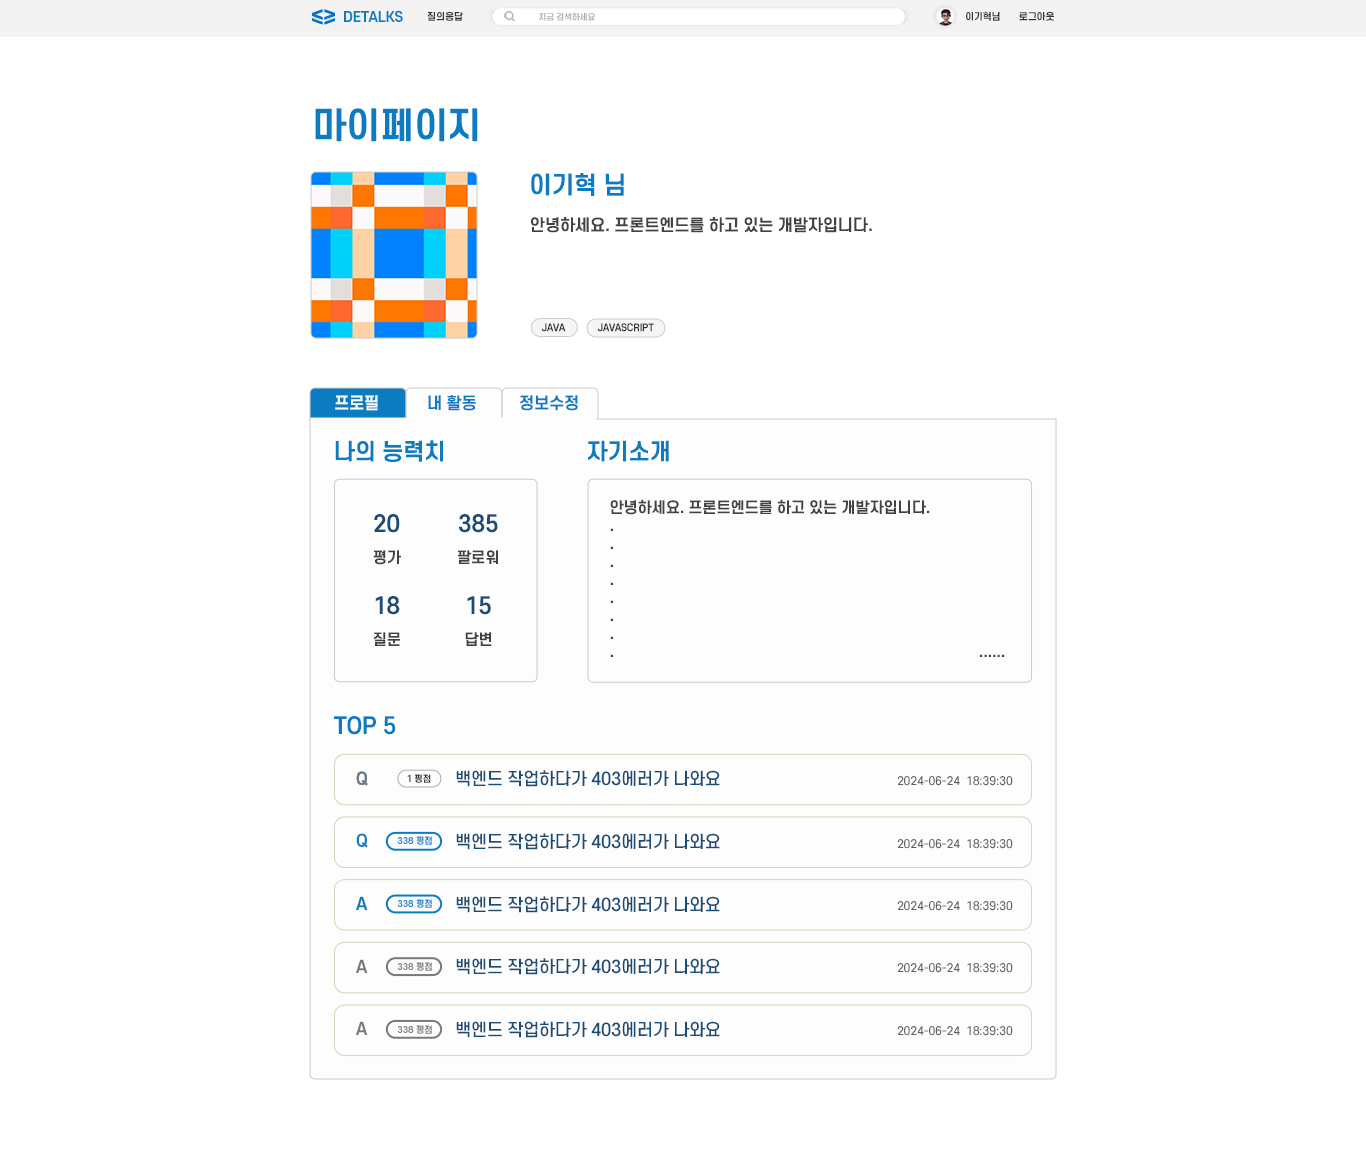 DETALKS 질의응답 지금 검색하세요 이기혁님 로그아웃
마이페이지
이기혁 님
안녕하세요. 프론트엔드를 하고 있는 개발자입니다.
JAVA JAVASCRIPT
프로필 내 활동 정보수정
나의 능력치
20 385
평가 팔로워
18 15
질문 답변
자기소개
안녕하세요. 프론트엔드를 하고 있는 개발자입니다.
.
.
.
.
.
.
.
. ......
TOP 5
Q 1 평점 백엔드 작업하다가 403에러가 나와요 2024-06-24 18:39:30
Q 338 평점 백엔드 작업하다가 403에러가 나와요 2024-06-24 18:39:30
A 338 평점 백엔드 작업하다가 403에러가 나와요 2024-06-24 18:39:30
A 338 평점 백엔드 작업하다가 403에러가 나와요 2024-06-24 18:39:30
A 338 평점 백엔드 작업하다가 403에러가 나와요 2024-06-24 18:39:30